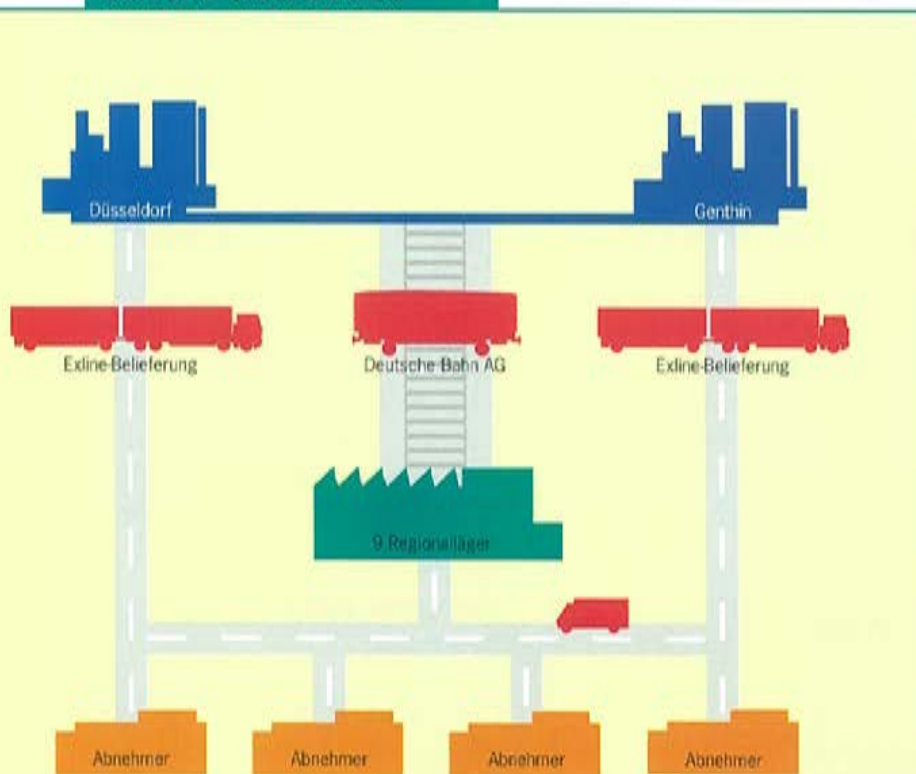 Düsseldorf
Genthin
Exline-Belieferung
Deutsche Bahn AG
Exline-Belieferung
9 Regionalläger
Abnehmer
Abnehmer
Abnehmer
Abnehmer